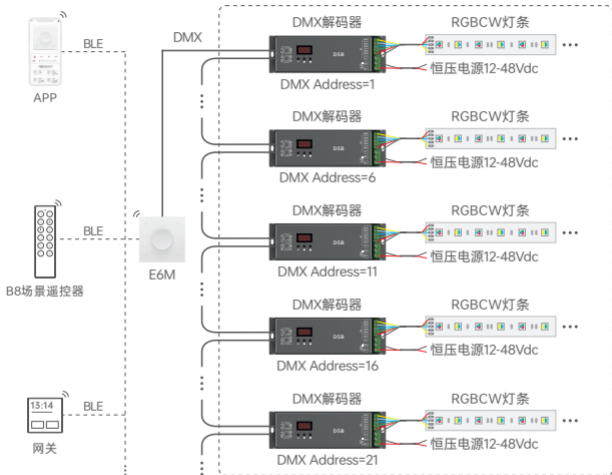 DMX解码器
RGBCW灯条
BLE
DMX
APP
恒压电源12-48Vdc
DMX Address=1
DMX解码器
RGBCW灯条
恒压电源12-48Vdc
DMX Address=6
DMX解码器
RGBCW灯条
BLE
B8场景遥控器
E6M
恒压电源12-48Vdc
DMX Address=11
DMX解码器
RGBCW灯条
恒压电源12-48Vdc
DMX Address=16
DMX解码器
RGBCW灯条
13:14
BLE
网关
恒压电源12-48Vdc
DMX Address=21